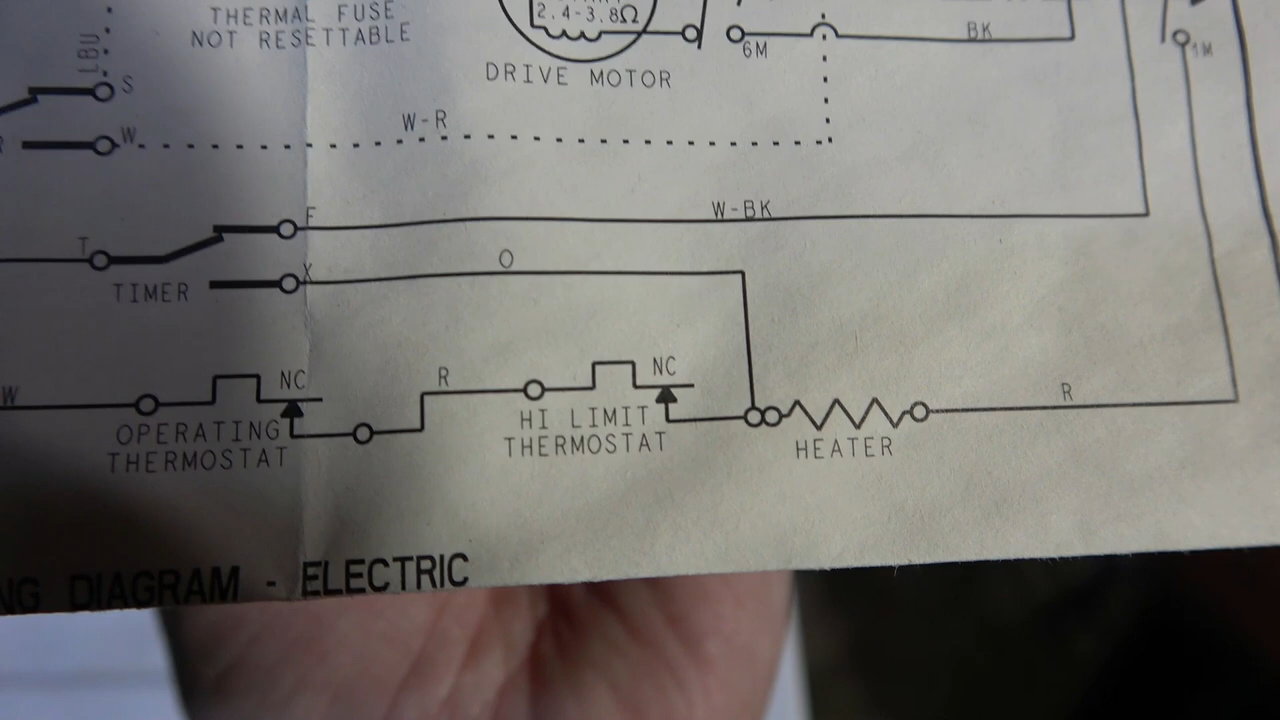 THERMAL FUSE
NOT RESETTABLE
2.4-3.8Ω
DRIVE MOTOR
6M
BK
1M
LBU
S
W
W-R
F
W-BK
T
X
O
TIMER
W
NC
R
NC
R
OPERATING
THERMOSTAT
HI LIMIT
THERMOSTAT
HEATER
DIAGRAM - ELECTRIC